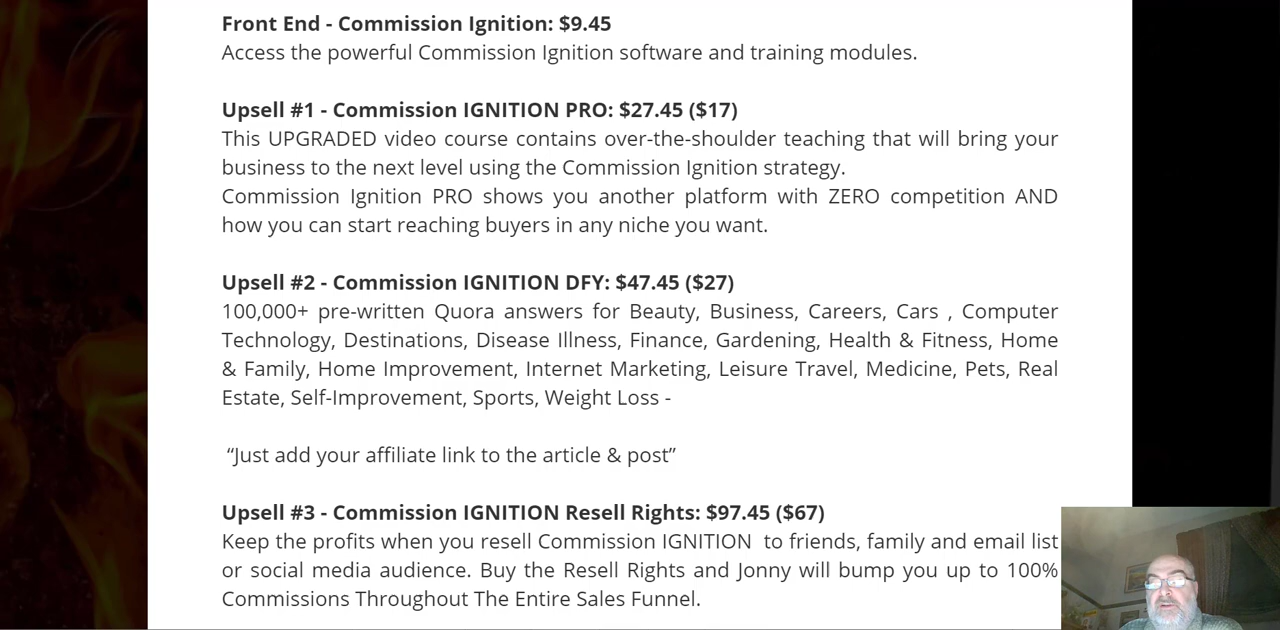 Front End - Commission Ignition: $9.45
Access the powerful Commission Ignition software and training modules.
Upsell #1 - Commission IGNITION PRO: $27.45 ($17)
This UPGRADED video course contains over-the-shoulder teaching that will bring your
business to the next level using the Commission Ignition strategy.
Commission Ignition PRO shows you another platform with ZERO competition AND
how you can start reaching buyers in any niche you want.
Upsell #2 - Commission IGNITION DFY: $47.45 ($27)
100,000+ pre-written Quora answers for Beauty, Business, Careers, Cars , Computer
Technology, Destinations, Disease Illness, Finance, Gardening, Health & Fitness, Home
& Family, Home Improvement, Internet Marketing, Leisure Travel, Medicine, Pets, Real
Estate, Self-Improvement, Sports, Weight Loss -
“Just add your affiliate link to the article & post”
Upsell #3 - Commission IGNITION Resell Rights: $97.45 ($67)
Keep the profits when you resell Commission IGNITION  to friends, family and email list
or social media audience. Buy the Resell Rights and Jonny will bump you up to 100%
Commissions Throughout The Entire Sales Funnel.